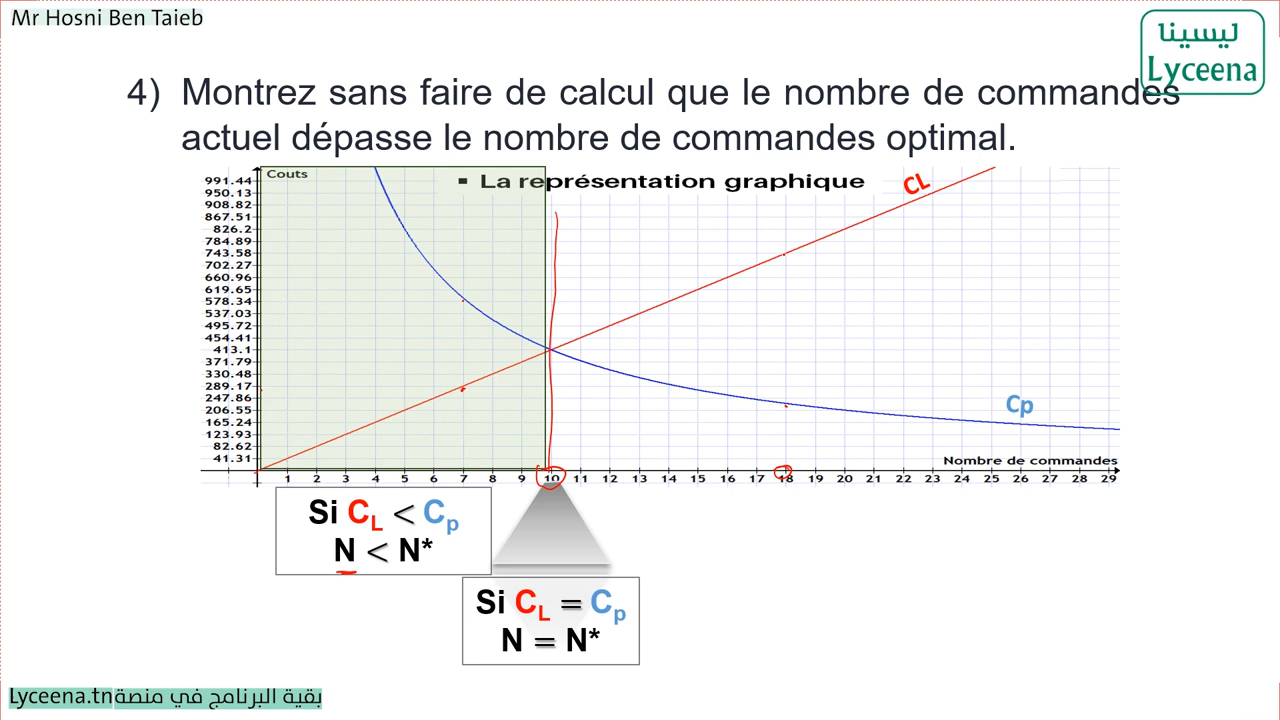 Mr Hosni Ben Taieb
ليسينا
Lyceena
4) Montrez sans faire de calcul que le nombre de commandes
actuel dépasse le nombre de commandes optimal.
Couts
▪ La représentation graphique
CL
991.44
950.13
908.82
867.51
826.2
784.89
743.58
702.27
660.96
619.65
578.34
537.03
495.72
454.41
413.1
371.79
330.48
289.17
247.86
206.55
165.24
123.93
82.62
41.31
Cp
Nombre de commandes
1 2 3 4 5 6 7 8 9 10 11 12 13 14 15 16 17 18 19 20 21 22 23 24 25 26 27 28 29
Si CL < Cp
N < N*
Si CL = Cp
N = N*
بقية البرنامج في منصة Lyceena.tn